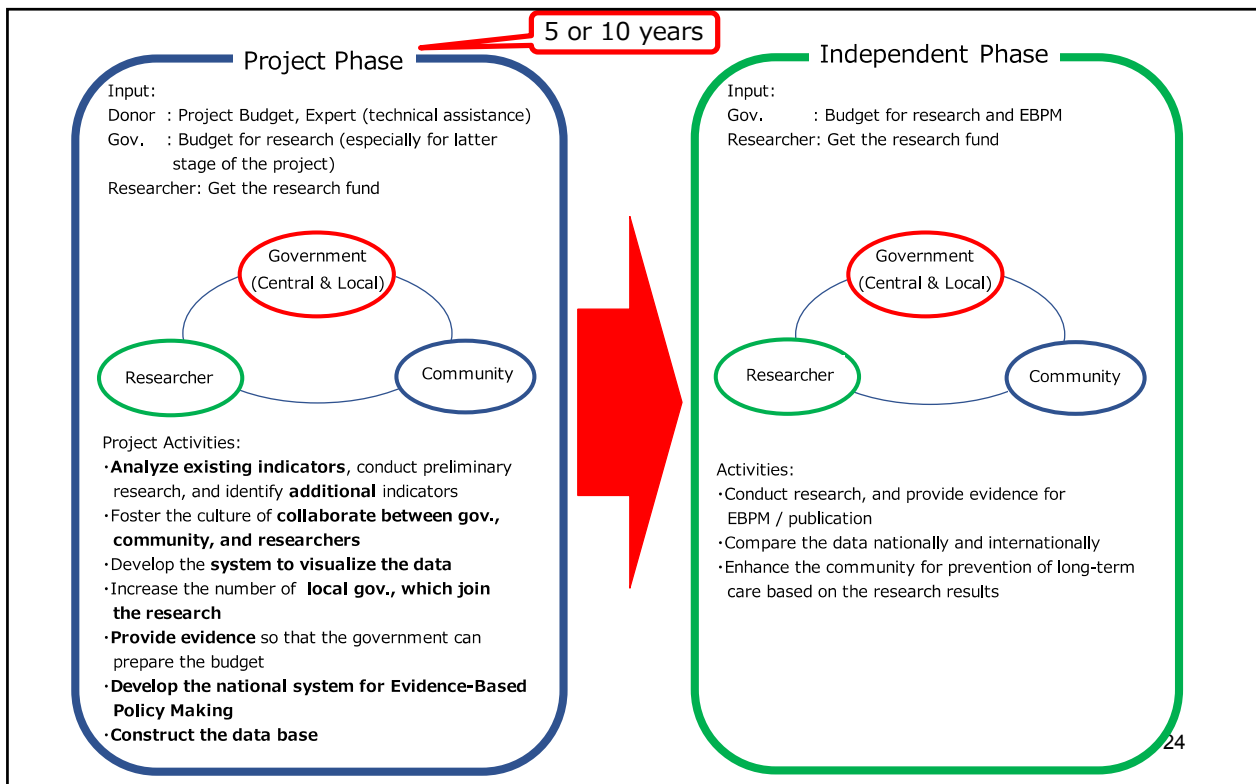 5 or 10 years
Project Phase
Input:
Donor : Project Budget, Expert (technical assistance)
Gov. : Budget for research (especially for latter
stage of the project)
Researcher: Get the research fund
Government
(Central & Local)
Researcher
Community
Project Activities:
・Analyze existing indicators, conduct preliminary
research, and identify additional indicators
・Foster the culture of collaborate between gov.,
community, and researchers
・Develop the system to visualize the data
・Increase the number of local gov., which join
the research
・Provide evidence so that the government can
prepare the budget
・Develop the national system for Evidence-Based
Policy Making
・Construct the data base
Independent Phase
Input:
Gov. : Budget for research and EBPM
Researcher: Get the research fund
Government
(Central & Local)
Researcher
Community
Activities:
・Conduct research, and provide evidence for
EBPM / publication
・Compare the data nationally and internationally
・Enhance the community for prevention of long-term
care based on the research results
24